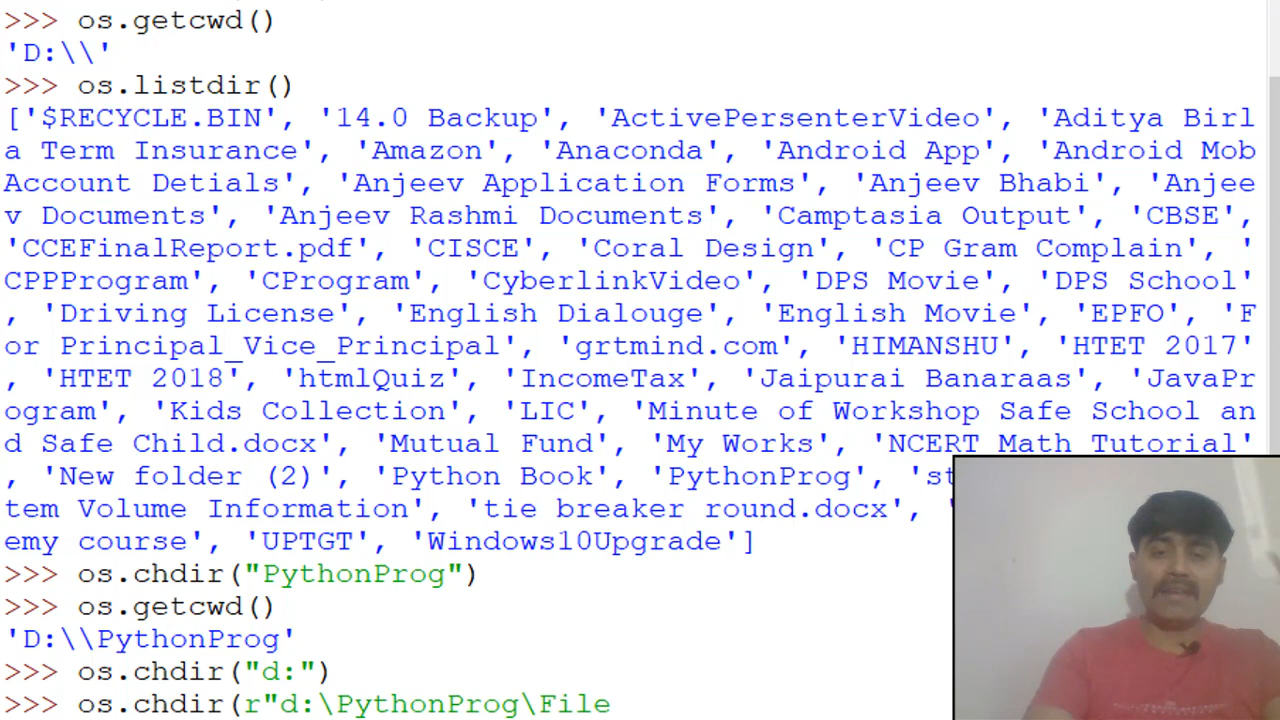 >>> os.getcwd()
'D:\\'
>>> os.listdir()
['$RECYCLE.BIN', '14.0 Backup', 'ActivePersenterVideo', 'Aditya Birl
a Term Insurance', 'Amazon', 'Anaconda', 'Android App', 'Android Mob
Account Detials', 'Anjeev Application Forms', 'Anjeev Bhabi', 'Anjee
v Documents', 'Anjeev Rashmi Documents', 'Camptasia Output', 'CBSE',
'CCEFinalReport.pdf', 'CISCE', 'Coral Design', 'CP Gram Complain', '
CPPProgram', 'CProgram', 'CyberlinkVideo', 'DPS Movie', 'DPS School'
, 'Driving License', 'English Dialouge', 'English Movie', 'EPFO', 'F
or Principal_Vice_Principal', 'grtmind.com', 'HIMANSHU', 'HTET 2017'
, 'HTET 2018', 'htmlQuiz', 'IncomeTax', 'Jaipurai Banaraas', 'JavaPr
ogram', 'Kids Collection', 'LIC', 'Minute of Workshop Safe School an
d Safe Child.docx', 'Mutual Fund', 'My Works', 'NCERT Math Tutorial'
, 'New folder (2)', 'Python Book', 'PythonProg', 'st
tem Volume Information', 'tie breaker round.docx', '
emy course', 'UPTGT', 'Windows10Upgrade']
>>> os.chdir("PythonProg")
>>> os.getcwd()
'D:\\PythonProg'
>>> os.chdir("d:")
>>> os.chdir(r"d:\PythonProg\File